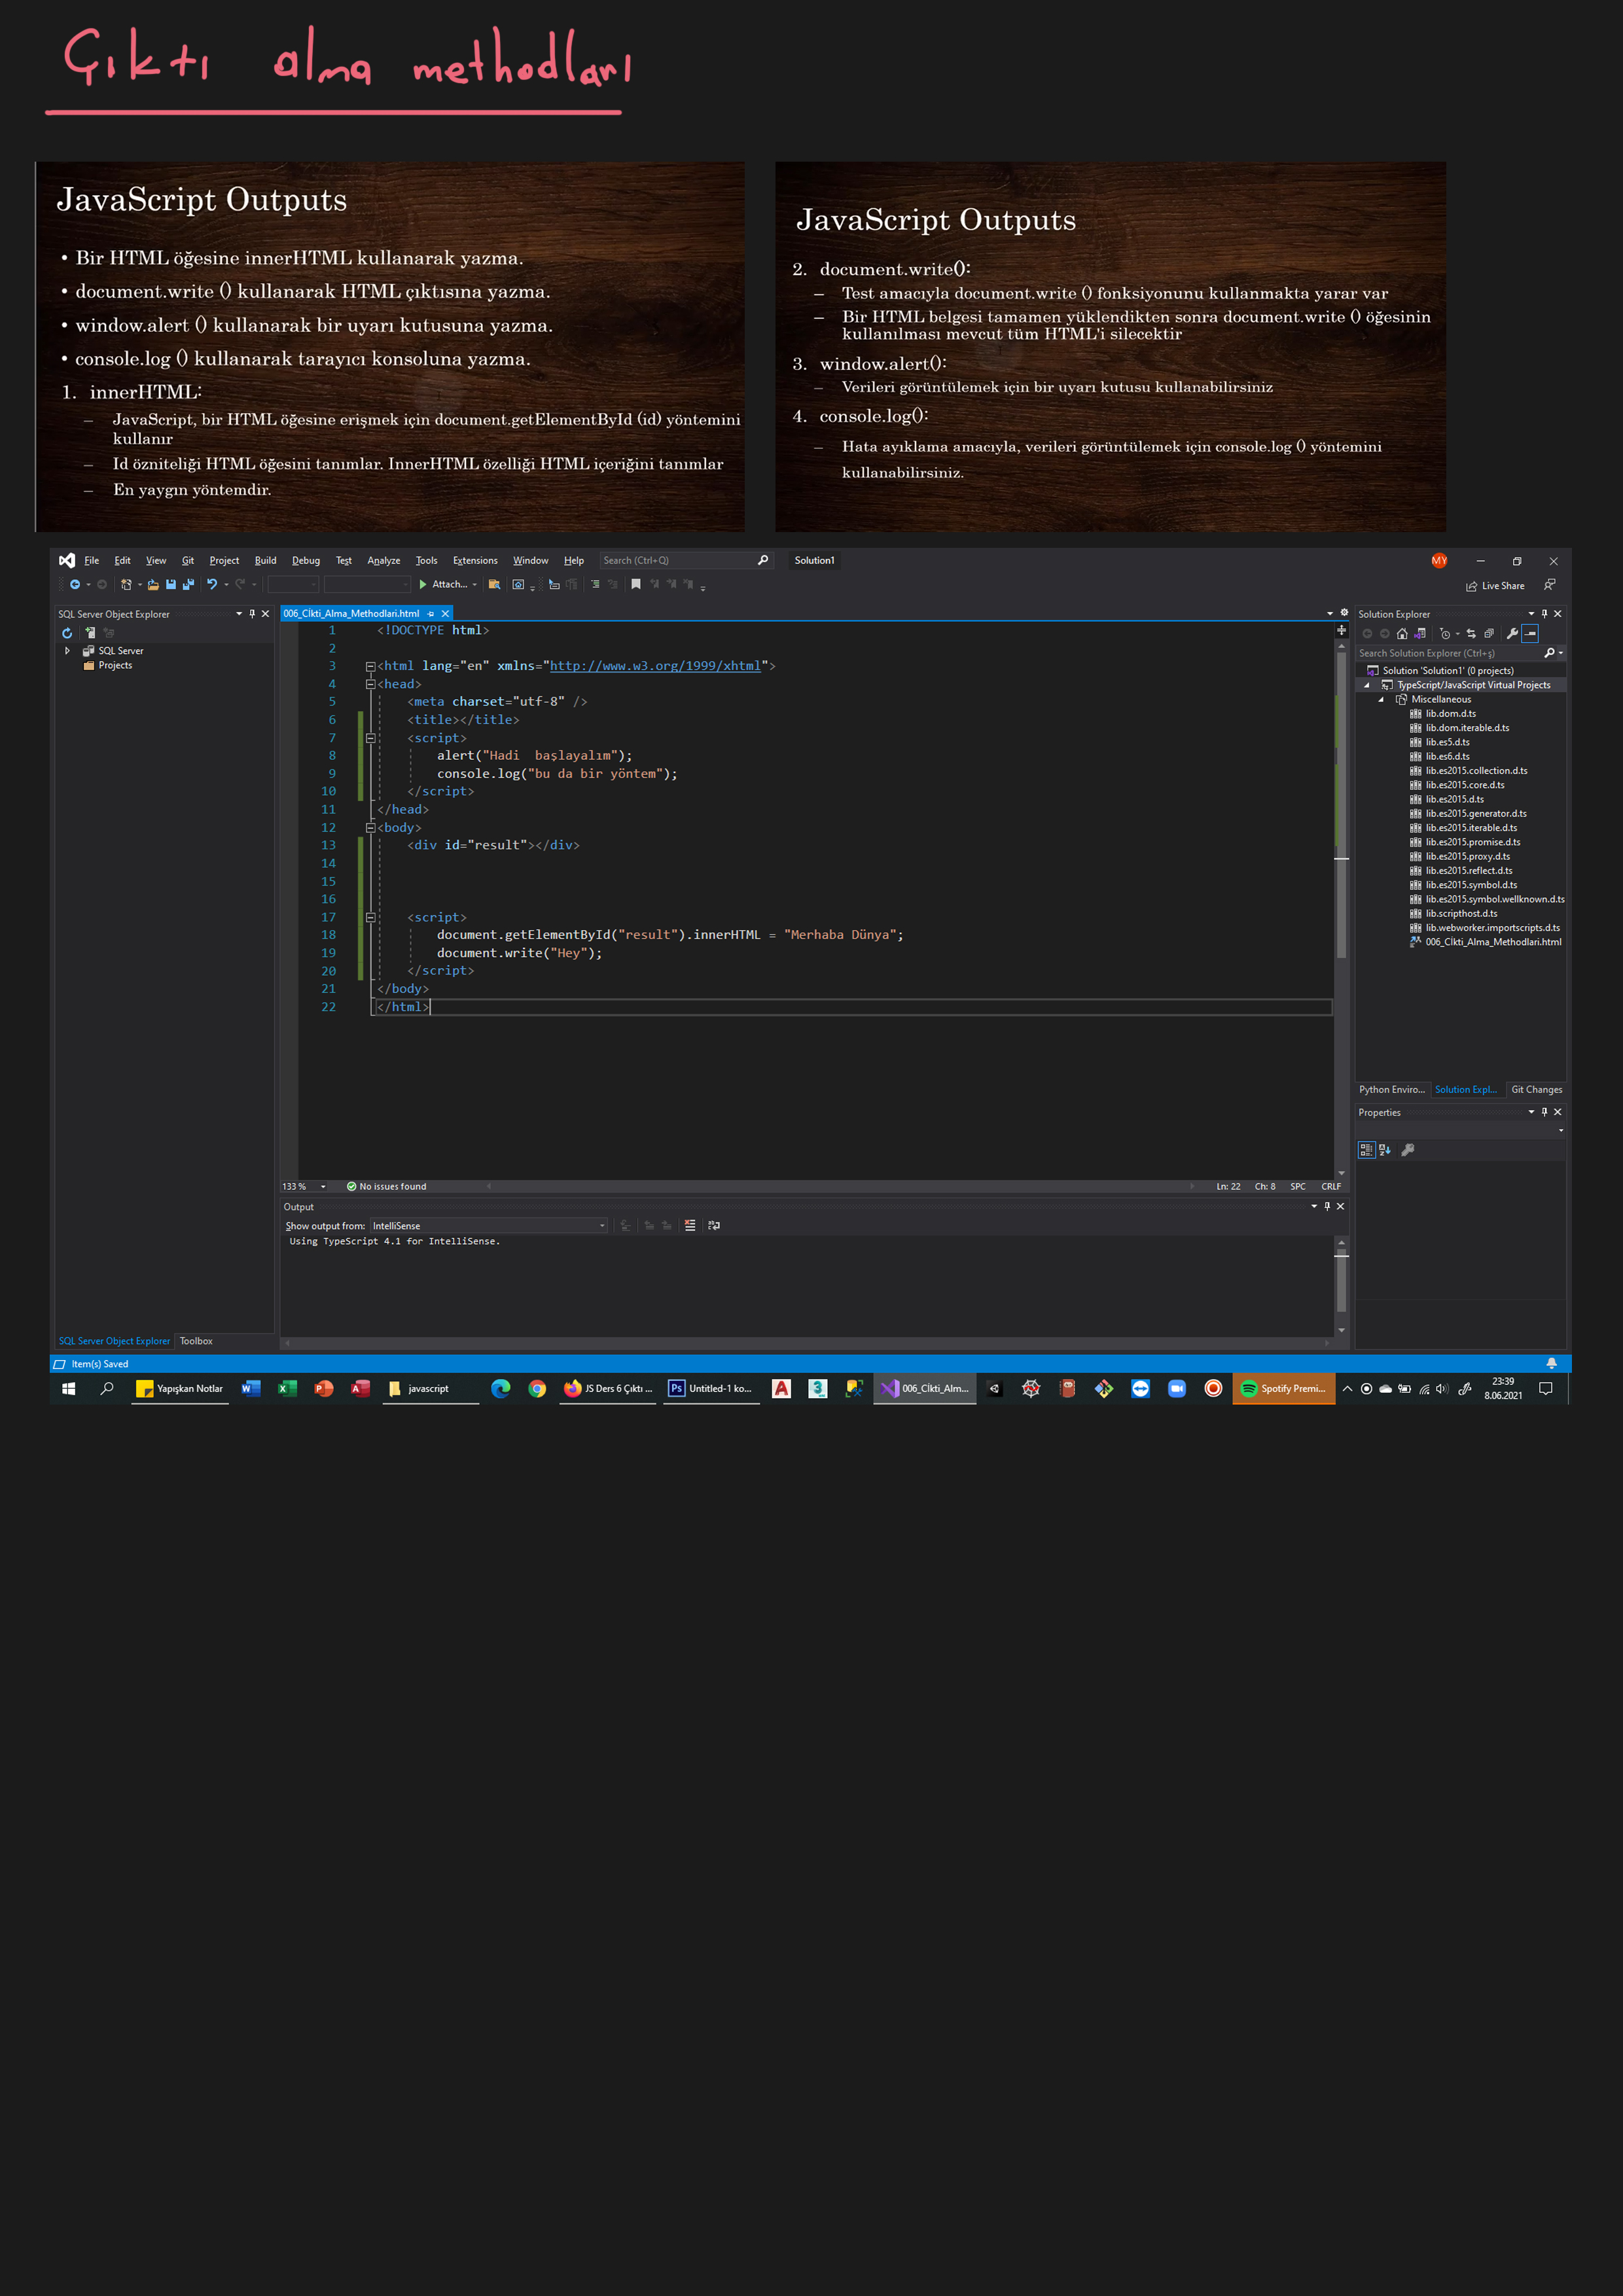 Çıktı alma methodları
JavaScript Outputs
• Bir HTML öğesine innerHTML kullanarak yazma.
• document.write () kullanarak HTML çıktısına yazma.
• window.alert () kullanarak bir uyarı kutusuna yazma.
• console.log () kullanarak tarayıcı konsoluna yazma.
1. innerHTML:
– JavaScript, bir HTML öğesine erişmek için document.getElementById (id) yöntemini
kullanır
– Id özniteliği HTML öğesini tanımlar. InnerHTML özelliği HTML içeriğini tanımlar
– En yaygın yöntemdir.
JavaScript Outputs
2. document.write():
– Test amacıyla document.write () fonksiyonunu kullanmakta yarar var
– Bir HTML belgesi tamamen yüklendikten sonra document.write () öğesinin
kullanılması mevcut tüm HTML'i silecektir
3. window.alert():
– Verileri görüntülemek için bir uyarı kutusu kullanabilirsiniz
4. console.log():
– Hata ayıklama amacıyla, verileri görüntülemek için console.log () yöntemini
kullanabilirsiniz.
File Edit View Git Project Build Debug Test Analyze Tools Extensions Window Help Search (Ctrl+Q) Solution1 MY
Attach... Live Share
SQL Server Object Explorer
SQL Server
Projects
006_Cİkti_Alma_Methodlari.html
1 <!DOCTYPE html>
2
3 <html lang="en" xmlns="http://www.w3.org/1999/xhtml">
4 <head>
5 <meta charset="utf-8" />
6 <title></title>
7 <script>
8 alert("Hadi  başlayalım");
9 console.log("bu da bir yöntem");
10 </script>
11 </head>
12 <body>
13 <div id="result"></div>
14
15
16
17 <script>
18 document.getElementById("result").innerHTML = "Merhaba Dünya";
19 document.write("Hey");
20 </script>
21 </body>
22 </html>
133 % No issues found Ln: 22 Ch: 8 SPC CRLF
Output
Show output from: IntelliSense
Using TypeScript 4.1 for IntelliSense.
Solution Explorer
Search Solution Explorer (Ctrl+ş)
Solution 'Solution1' (0 projects)
TypeScript/JavaScript Virtual Projects
Miscellaneous
lib.dom.d.ts
lib.dom.iterable.d.ts
lib.es5.d.ts
lib.es6.d.ts
lib.es2015.collection.d.ts
lib.es2015.core.d.ts
lib.es2015.d.ts
lib.es2015.generator.d.ts
lib.es2015.iterable.d.ts
lib.es2015.promise.d.ts
lib.es2015.proxy.d.ts
lib.es2015.reflect.d.ts
lib.es2015.symbol.d.ts
lib.es2015.symbol.wellknown.d.ts
lib.scripthost.d.ts
lib.webworker.importscripts.d.ts
006_Cİkti_Alma_Methodlari.html
Python Enviro... Solution Expl... Git Changes
Properties
SQL Server Object Explorer Toolbox
Item(s) Saved
Yapışkan Notlar javascript JS Ders 6 Çıktı ... Untitled-1 ko... 006_Cİkti_Alm... Spotify Premi... 23:39
8.06.2021